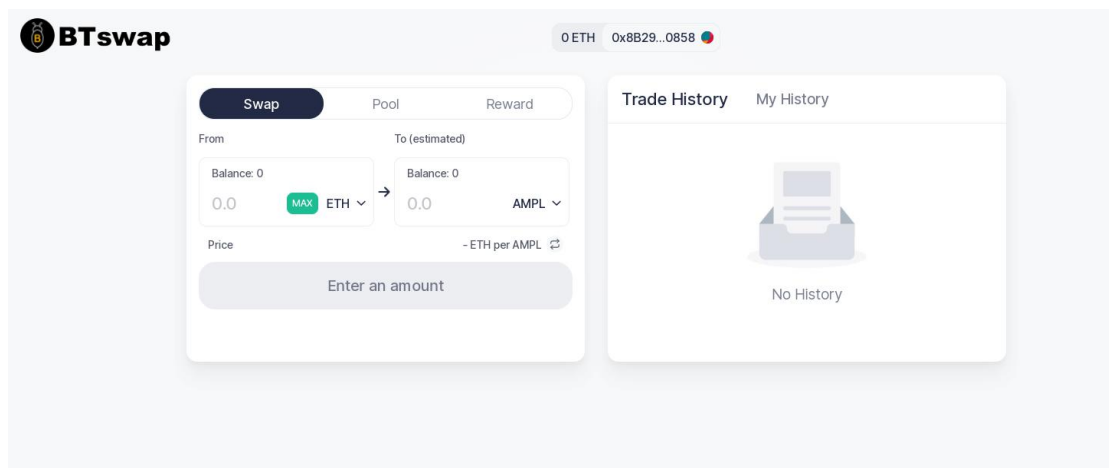 BTswap
0 ETH 0x8B29...0858
Swap Pool Reward
From To (estimated)
Balance: 0 Balance: 0
0.0 MAX ETH 0.0 AMPL
Price - ETH per AMPL
Enter an amount
Trade History My History
No History